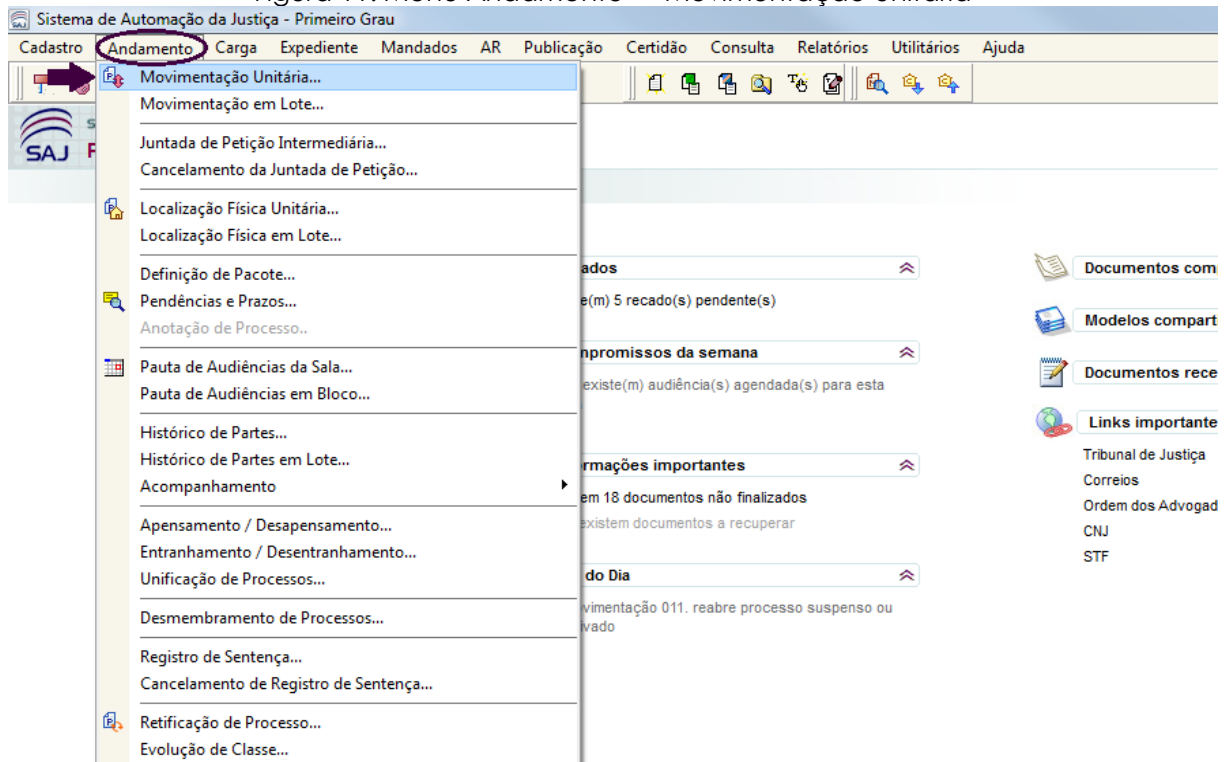 Sistema de Automação da Justiça - Primeiro Grau
Cadastro Andamento Carga Expediente Mandados AR Publicação Certidão Consulta Relatórios Utilitários Ajuda
Movimentação Unitária...
Movimentação em Lote...
SAJ
Juntada de Petição Intermediária...
Cancelamento da Juntada de Petição...
Localização Física Unitária...
Localização Física em Lote...
Definição de Pacote...
Pendências e Prazos...
Anotação de Processo..
Pauta de Audiências da Sala...
Pauta de Audiências em Bloco...
Histórico de Partes...
Histórico de Partes em Lote...
Acompanhamento
Apensamento / Desapensamento...
Entranhamento / Desentranhamento...
Unificação de Processos...
Desmembramento de Processos...
Registro de Sentença...
Cancelamento de Registro de Sentença...
Retificação de Processo...
Evolução de Classe...
ados
e(m) 5 recado(s) pendente(s)
mpromissos da semana
existe(m) audiência(s) agendada(s) para esta
rmações importantes
em 18 documentos não finalizados
existem documentos a recuperar
do Dia
vimentação 011. reabre processo suspenso ou
ivado
Documentos com
Modelos compart
Documentos rece
Links importante
Tribunal de Justiça
Correios
Ordem dos Advogad
CNJ
STF